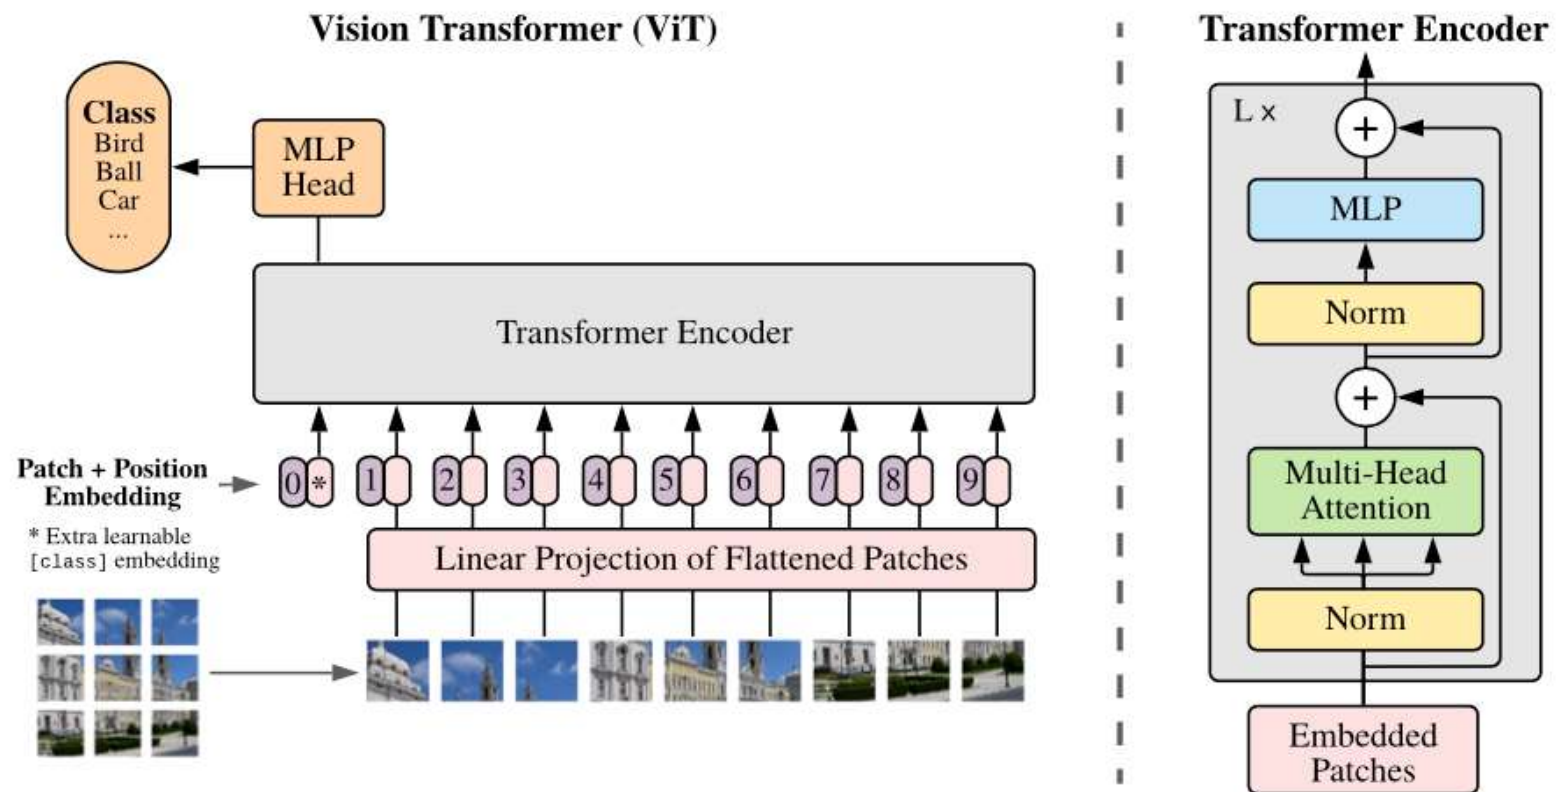 Vision Transformer (ViT)
Class
Bird
Ball
Car
...
MLP
Head
Transformer Encoder
Patch + Position
Embedding
* Extra learnable
[class] embedding
0 * 1 2 3 4 5 6 7 8 9
Linear Projection of Flattened Patches
Transformer Encoder
L ×
+
MLP
Norm
+
Multi-Head
Attention
Norm
Embedded
Patches